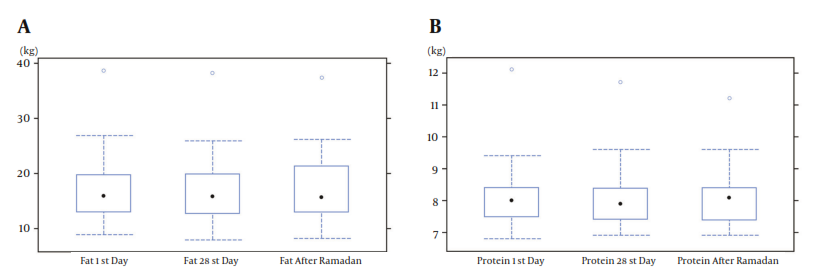 A
(kg)
40
30
20
10
Fat 1 st Day
Fat 28 st Day
Fat After Ramadan
B
(kg)
12
11
10
9
8
7
Protein 1 st Day
Protein 28 st Day
Protein After Ramadan